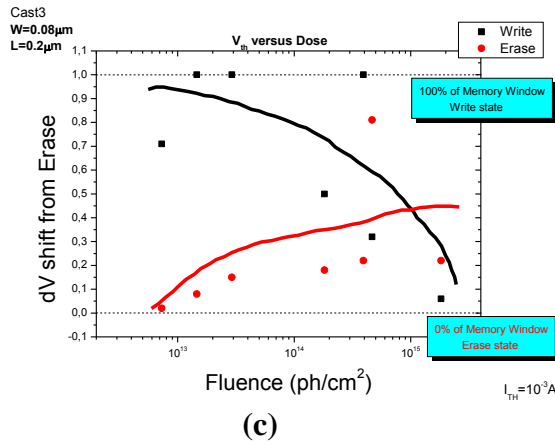 Cast3
W=0.08μm
L=0.2μm
V_th versus Dose
Write
Erase
1,1
1,0
0,9
0,8
0,7
0,6
0,5
0,4
0,3
0,2
0,1
0,0
-0,1
dV shift from Erase
100% of Memory Window
Write state
0% of Memory Window
Erase state
10^13
10^14
10^15
Fluence (ph/cm²)
I_TH=10^-3A
(c)